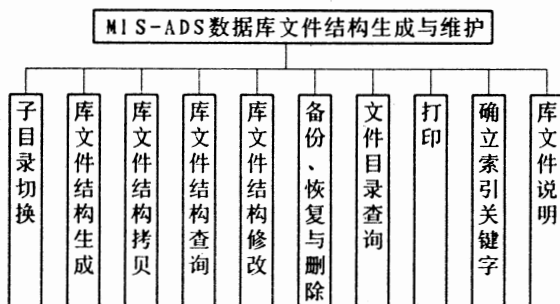 MIS-ADS数据库文件结构生成与维护
子目录切换
库文件结构生成
库文件结构拷贝
库文件结构查询
库文件结构修改
备份、恢复与删除
文件目录查询
打印
确立索引关键字
库文件说明